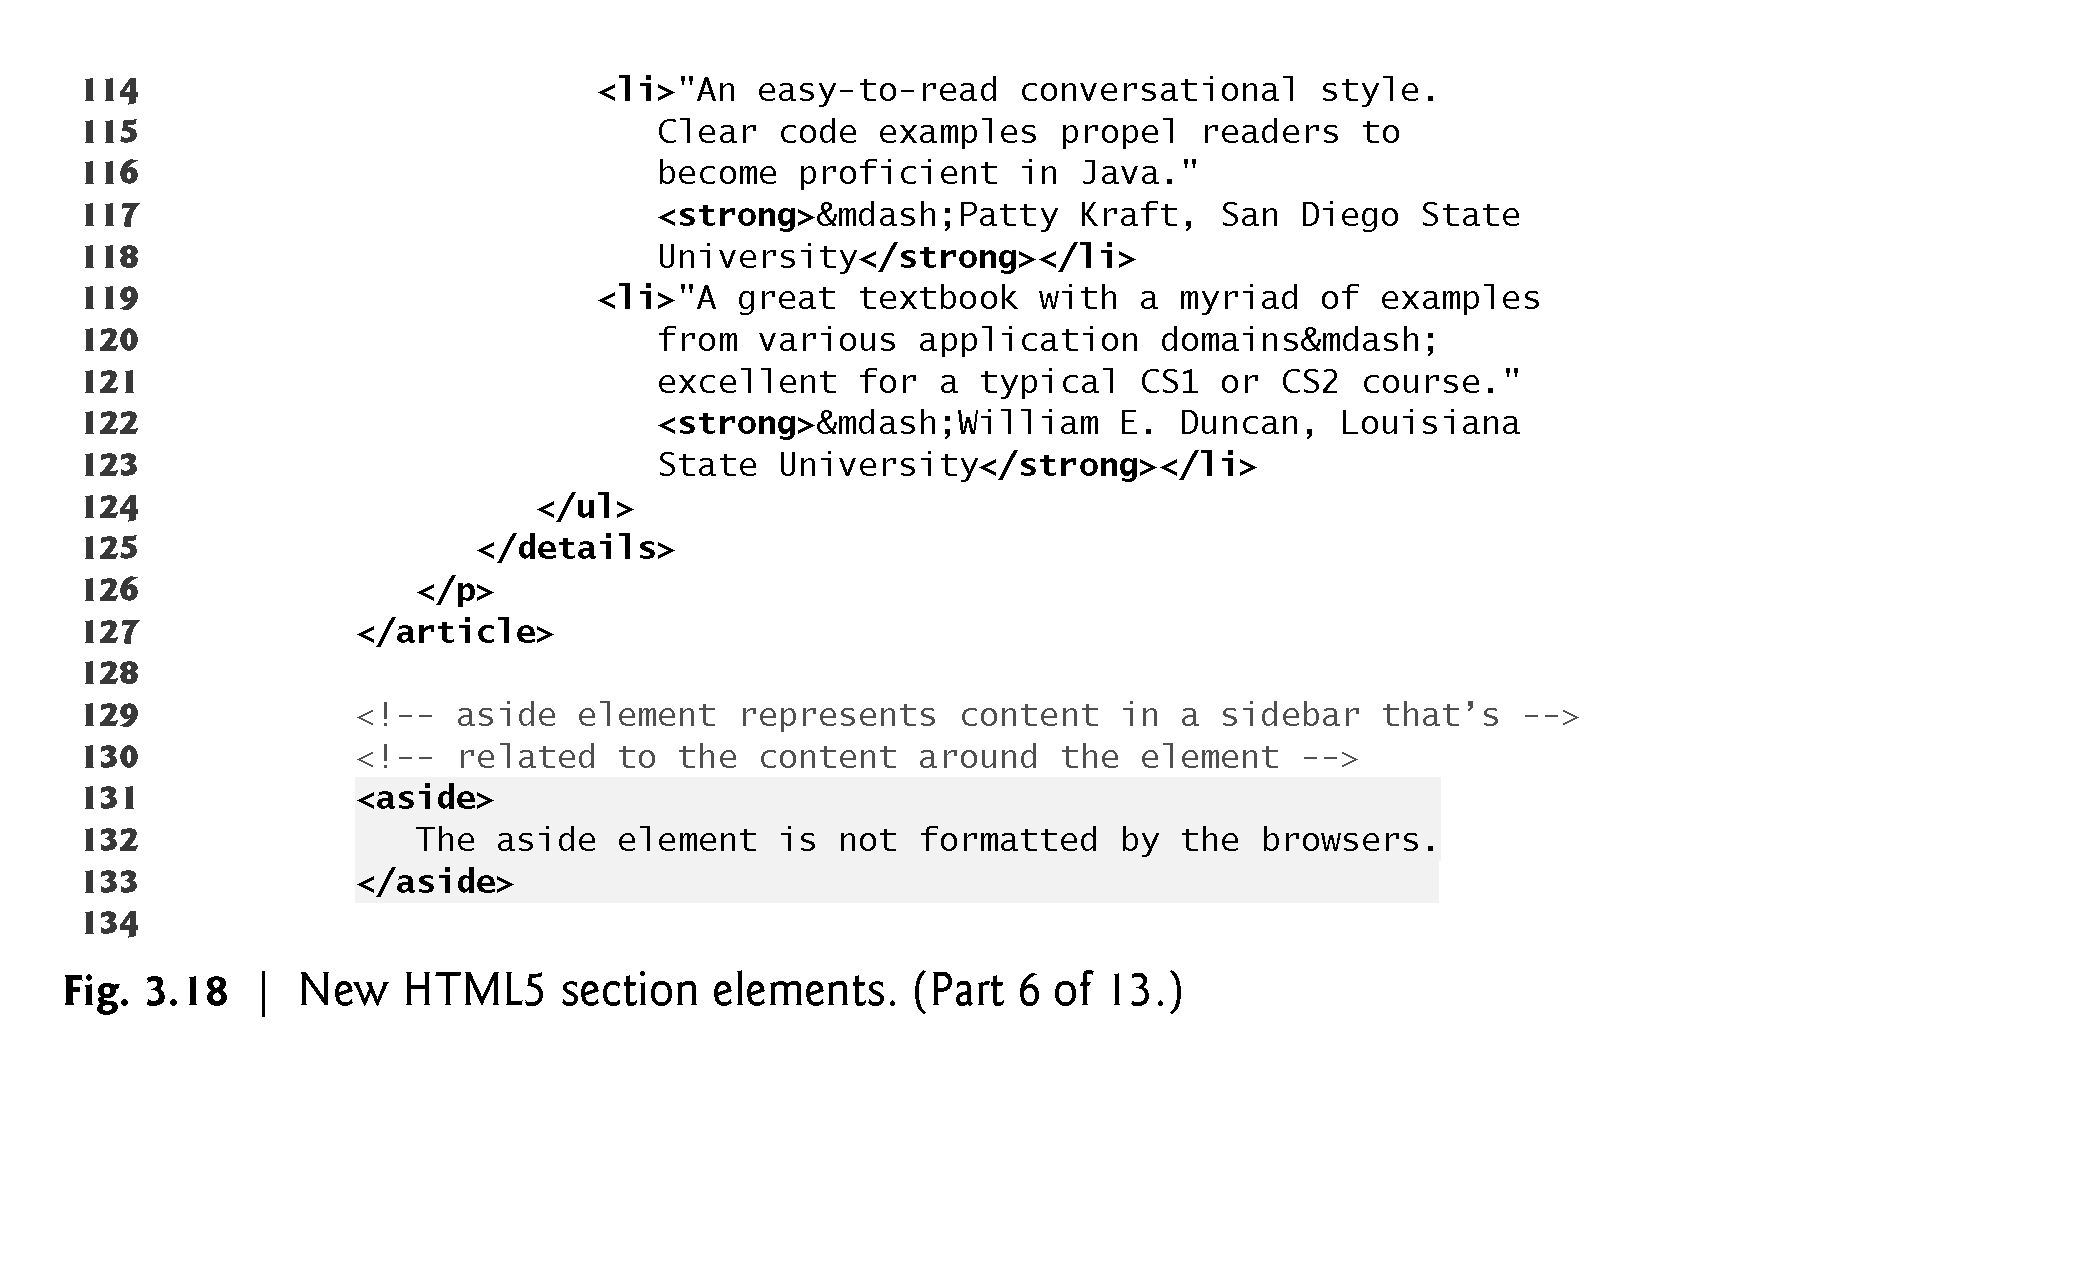 114 <li>"An easy-to-read conversational style.
115 Clear code examples propel readers to
116 become proficient in Java."
117 <strong>&mdash;Patty Kraft, San Diego State
118 University</strong></li>
119 <li>"A great textbook with a myriad of examples
120 from various application domains&mdash;
121 excellent for a typical CS1 or CS2 course."
122 <strong>&mdash;William E. Duncan, Louisiana
123 State University</strong></li>
124 </ul>
125 </details>
126 </p>
127 </article>
128
129 <!-- aside element represents content in a sidebar that’s -->
130 <!-- related to the content around the element -->
131 <aside>
132 The aside element is not formatted by the browsers.
133 </aside>
134
Fig. 3.18 | New HTML5 section elements. (Part 6 of 13.)